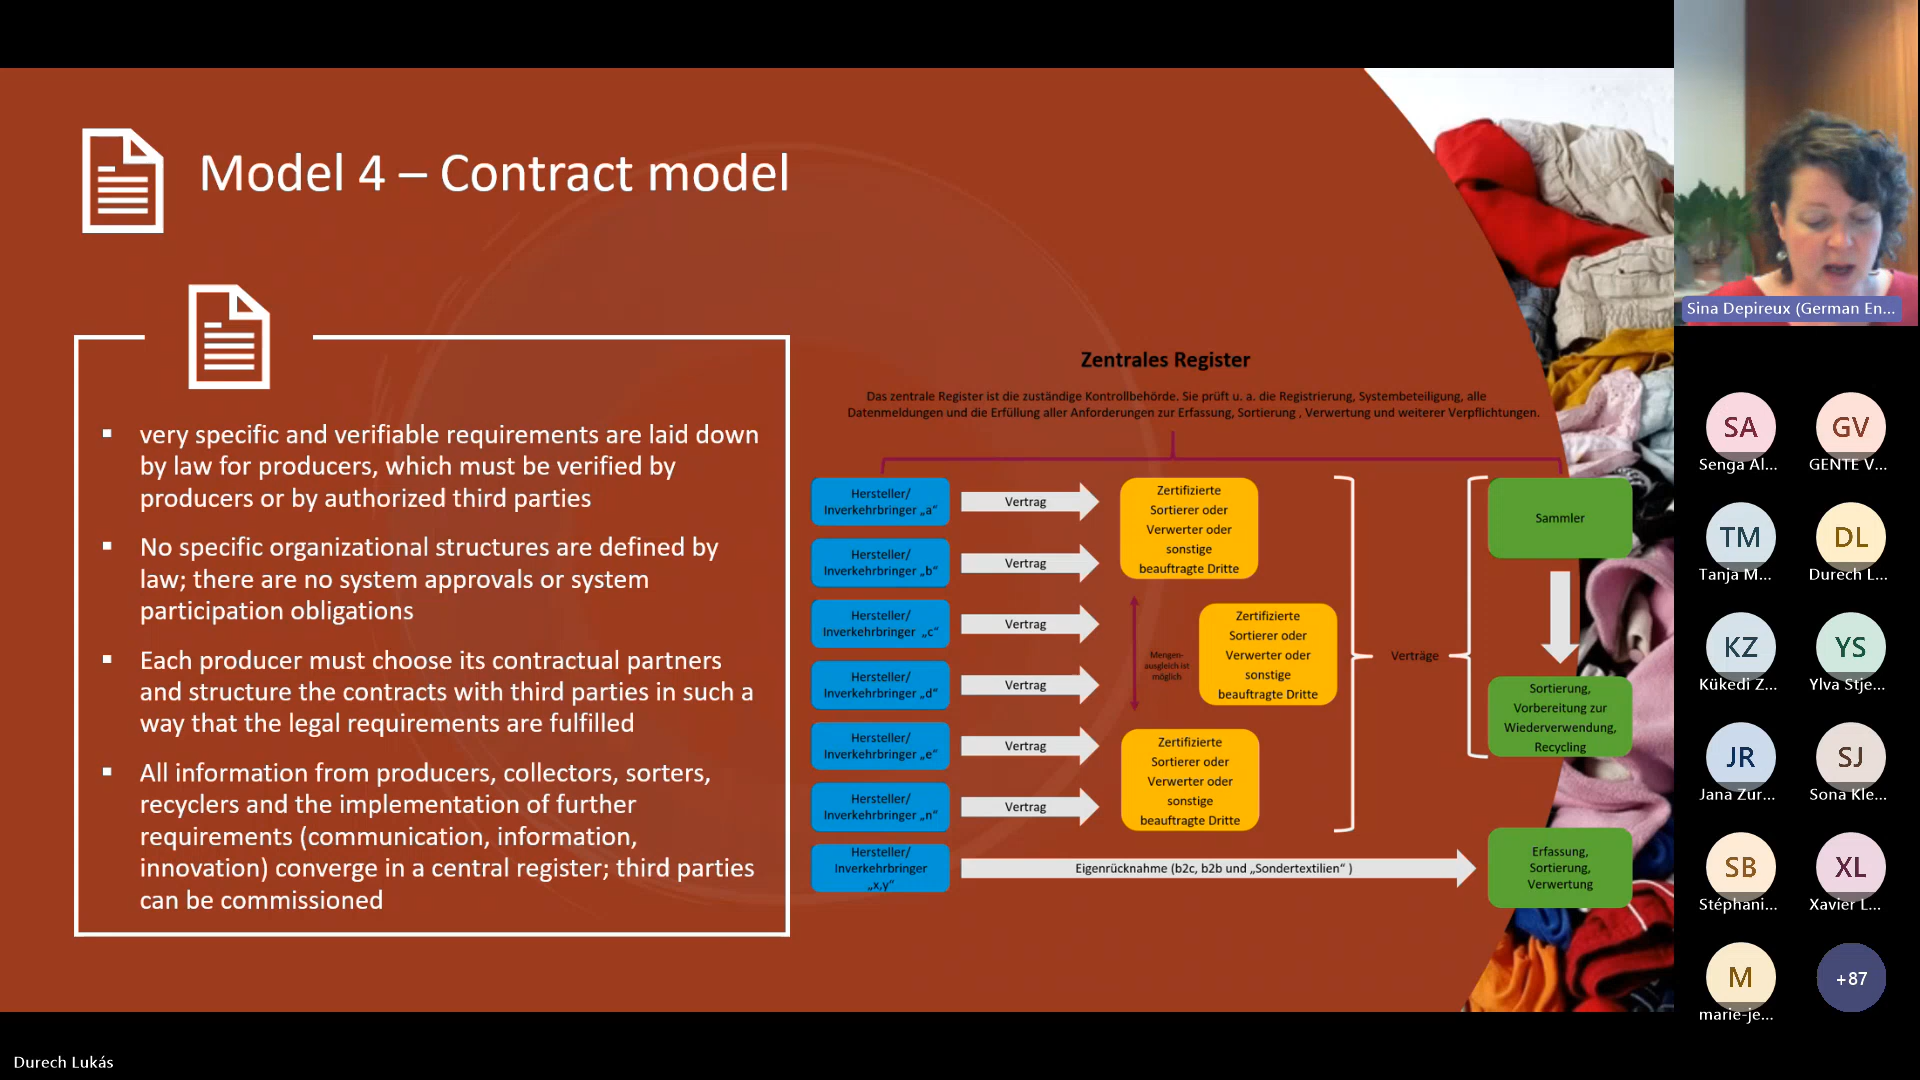 Model 4 – Contract model
very specific and verifiable requirements are laid down
by law for producers, which must be verified by
producers or by authorized third parties
No specific organizational structures are defined by
law; there are no system approvals or system
participation obligations
Each producer must choose its contractual partners
and structure the contracts with third parties in such a
way that the legal requirements are fulfilled
All information from producers, collectors, sorters,
recyclers and the implementation of further
requirements (communication, information,
innovation) converge in a central register; third parties
can be commissioned
Zentrales Register
Das zentrale Register ist die zuständige Kontrollbehörde. Sie prüft u. a. die Registrierung, Systembeteiligung, alle
Datenmeldungen und die Erfüllung aller Anforderungen zur Erfassung, Sortierung , Verwertung und weiterer Verpflichtungen.
Hersteller/
Inverkehrbringer „a“
Vertrag
Hersteller/
Inverkehrbringer „b“
Vertrag
Hersteller/
Inverkehrbringer „c“
Vertrag
Hersteller/
Inverkehrbringer „d“
Vertrag
Hersteller/
Inverkehrbringer „e“
Vertrag
Hersteller/
Inverkehrbringer „n“
Vertrag
Hersteller/
Inverkehrbringer
„x,y“
Eigenrücknahme (b2c, b2b und „Sondertextilien“ )
Zertifizierte
Sortierer oder
Verwerter oder
sonstige
beauftragte Dritte
Mengen-
ausgleich ist
möglich
Zertifizierte
Sortierer oder
Verwerter oder
sonstige
beauftragte Dritte
Zertifizierte
Sortierer oder
Verwerter oder
sonstige
beauftragte Dritte
Verträge
Sammler
Sortierung,
Vorbereitung zur
Wiederverwendung,
Recycling
Erfassung,
Sortierung,
Verwertung
Sina Depireux (German En...
SA
Senga Al...
GV
GENTE V...
TM
Tanja M...
DL
Durech L...
KZ
Kükedi Z...
YS
Ylva Stje...
JR
Jana Zur...
SJ
Sona Kle...
SB
Stéphani...
XL
Xavier L...
M
marie-je...
+87
Durech Lukás